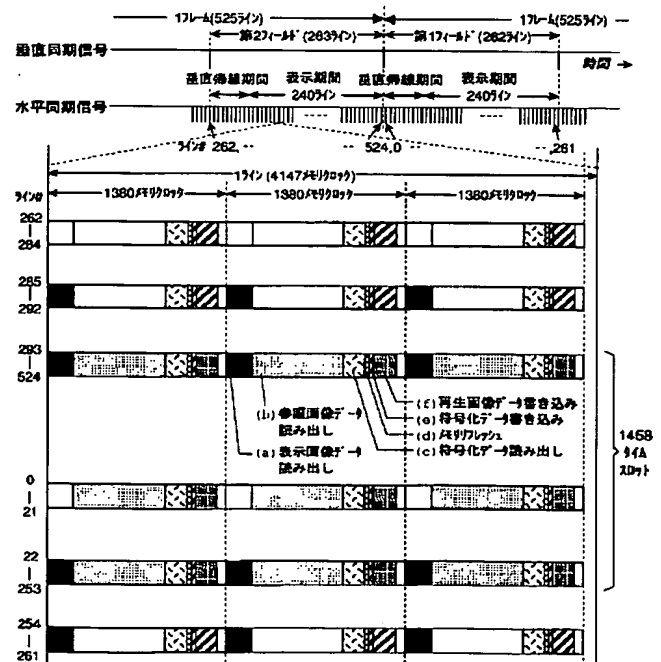 1フレーム(525ライン) 1フレーム(525ライン)
第2フィールド(263ライン) 第1フィールド(262ライン)
垂直同期信号
時間 →
垂直帰線期間 表示期間 垂直帰線期間 表示期間
240ライン 240ライン
水平同期信号
ライン# 262, -- -- 524,0 -- -- ,261
1ライン(4147メモリクロック)
ライン#
1380メモリクロック 1380メモリクロック 1380メモリクロック
262
|
284
285
|
292
293
|
524
(f) 再生画像データ書き込み
(e) 符号化データ書き込み
(d) メモリリフレッシュ
(c) 符号化データ読み出し
(b) 参照画像データ
読み出し
(a) 表示画像データ
読み出し
1458
タイム
スロット
0
|
21
22
|
253
254
|
261